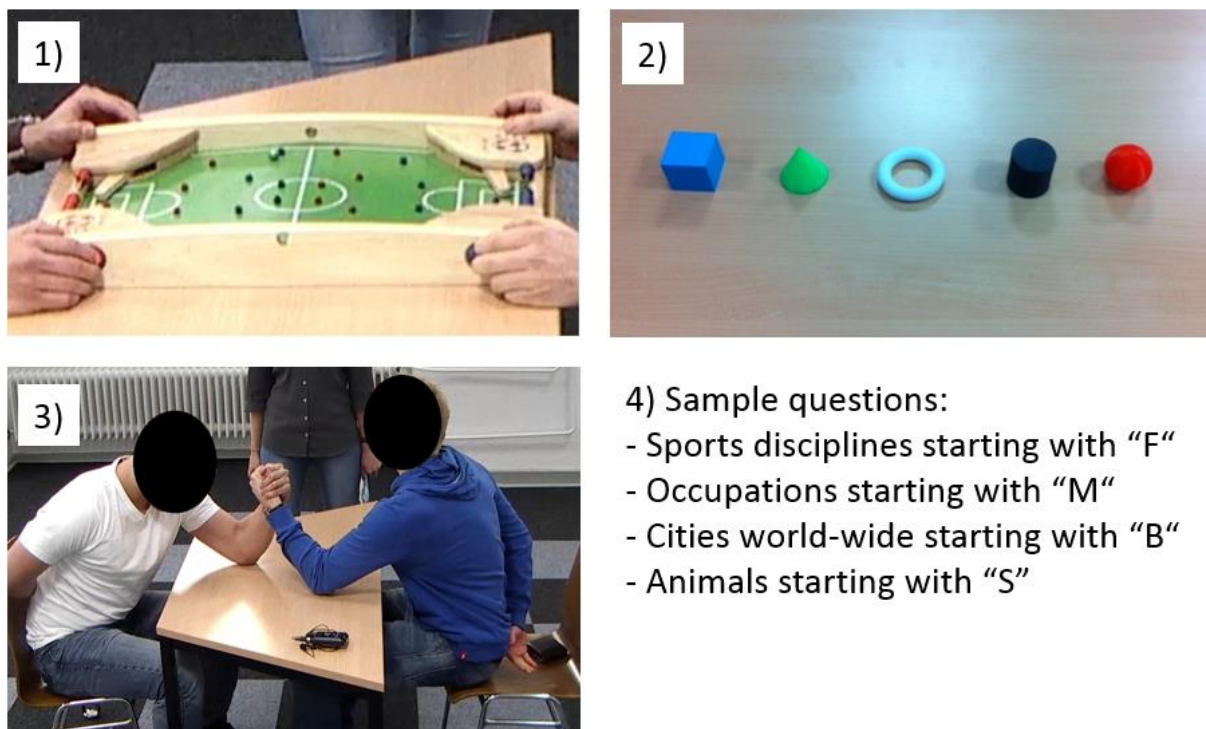 1)
2)
3)
4) Sample questions:
- Sports disciplines starting with “F“
- Occupations starting with “M“
- Cities world-wide starting with “B“
- Animals starting with “S”